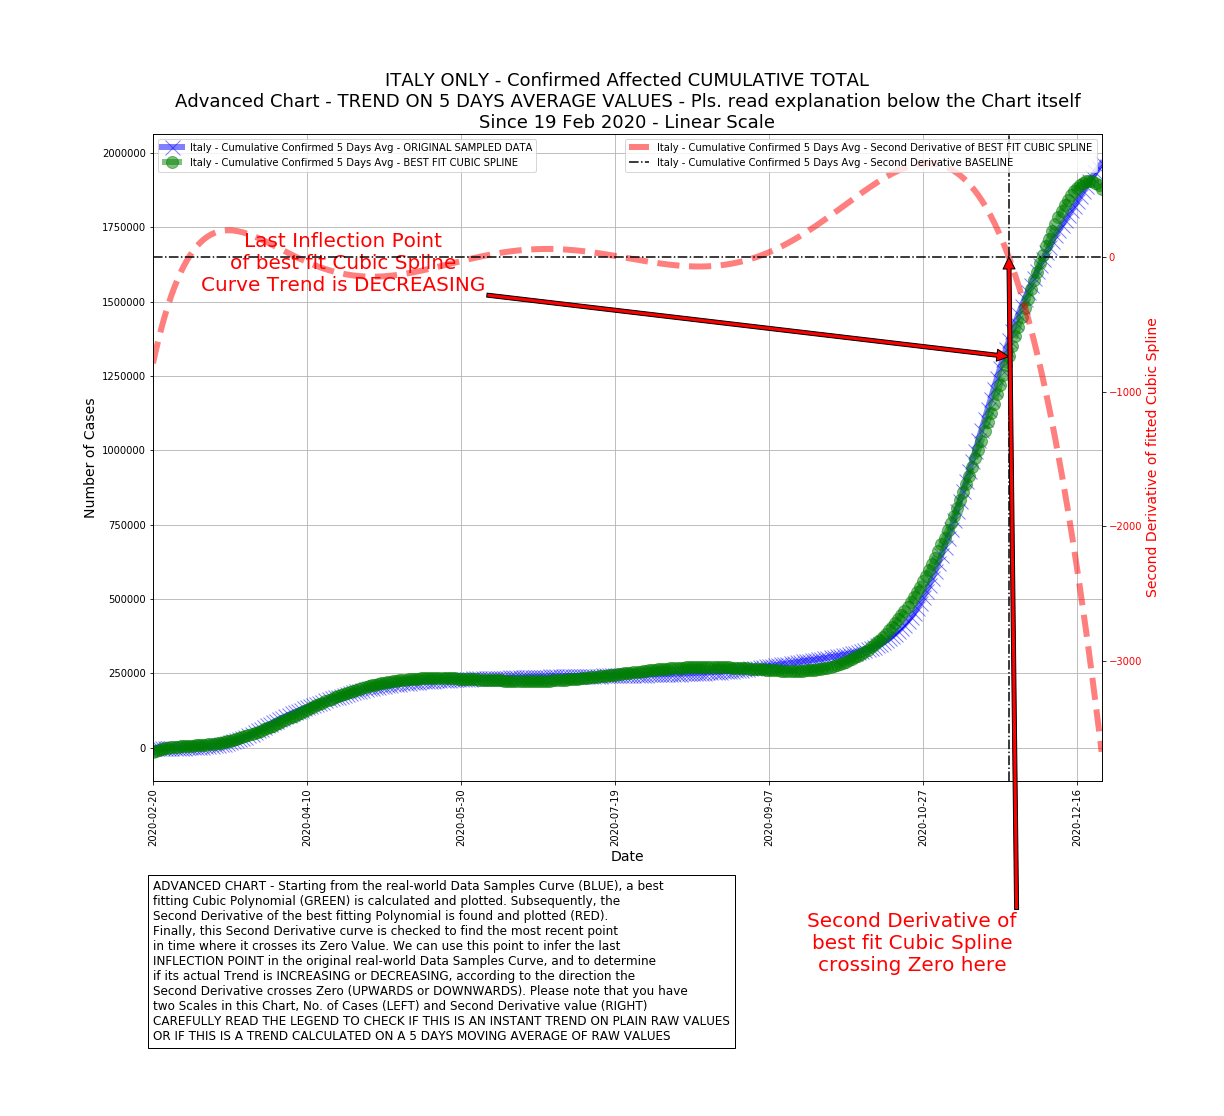 ITALY ONLY - Confirmed Affected CUMULATIVE TOTAL
Advanced Chart - TREND ON 5 DAYS AVERAGE VALUES - Pls. read explanation below the Chart itself
Since 19 Feb 2020 - Linear Scale
Italy - Cumulative Confirmed 5 Days Avg - ORIGINAL SAMPLED DATA
Italy - Cumulative Confirmed 5 Days Avg - BEST FIT CUBIC SPLINE
Italy - Cumulative Confirmed 5 Days Avg - Second Derivative of BEST FIT CUBIC SPLINE
Italy - Cumulative Confirmed 5 Days Avg - Second Derivative BASELINE
Last Inflection Point
of best fit Cubic Spline
Curve Trend is DECREASING
2000000
1750000
1500000
1250000
1000000
750000
500000
250000
0
Number of Cases
0
−1000
−2000
−3000
Second Derivative of fitted Cubic Spline
2020-02-20
2020-04-10
2020-05-30
2020-07-19
2020-09-07
2020-10-27
2020-12-16
Date
ADVANCED CHART - Starting from the real-world Data Samples Curve (BLUE), a best
fitting Cubic Polynomial (GREEN) is calculated and plotted. Subsequently, the
Second Derivative of the best fitting Polynomial is found and plotted (RED).
Finally, this Second Derivative curve is checked to find the most recent point
in time where it crosses its Zero Value. We can use this point to infer the last
INFLECTION POINT in the original real-world Data Samples Curve, and to determine
if its actual Trend is INCREASING or DECREASING, according to the direction the
Second Derivative crosses Zero (UPWARDS or DOWNWARDS). Please note that you have
two Scales in this Chart, No. of Cases (LEFT) and Second Derivative value (RIGHT)
CAREFULLY READ THE LEGEND TO CHECK IF THIS IS AN INSTANT TREND ON PLAIN RAW VALUES
OR IF THIS IS A TREND CALCULATED ON A 5 DAYS MOVING AVERAGE OF RAW VALUES
Second Derivative of
best fit Cubic Spline
crossing Zero here